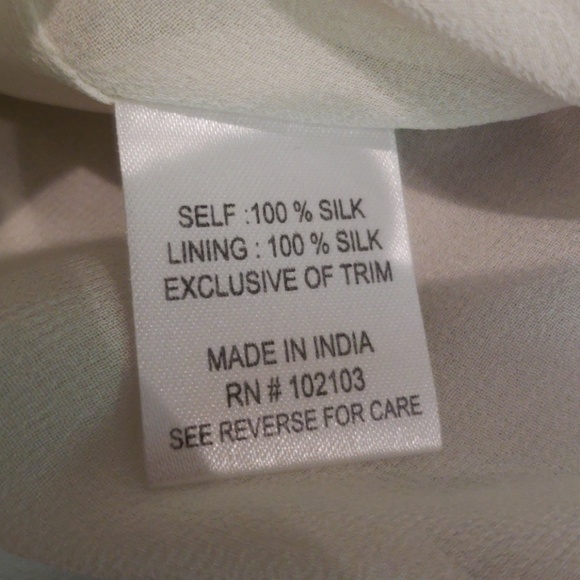 SELF :100 % SILK
LINING : 100 % SILK
EXCLUSIVE OF TRIM
MADE IN INDIA
RN # 102103
SEE REVERSE FOR CARE